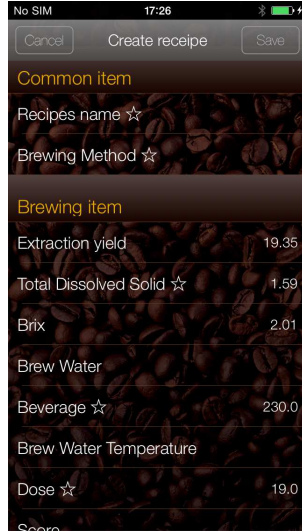 No SIM 17:26
Cancel Create receipe Save
Common item
Recipes name ☆
Brewing Method ☆
Brewing item
Extraction yield 19.35
Total Dissolved Solid ☆ 1.59
Brix 2.01
Brew Water
Beverage ☆ 230.0
Brew Water Temperature
Dose ☆ 19.0
Score